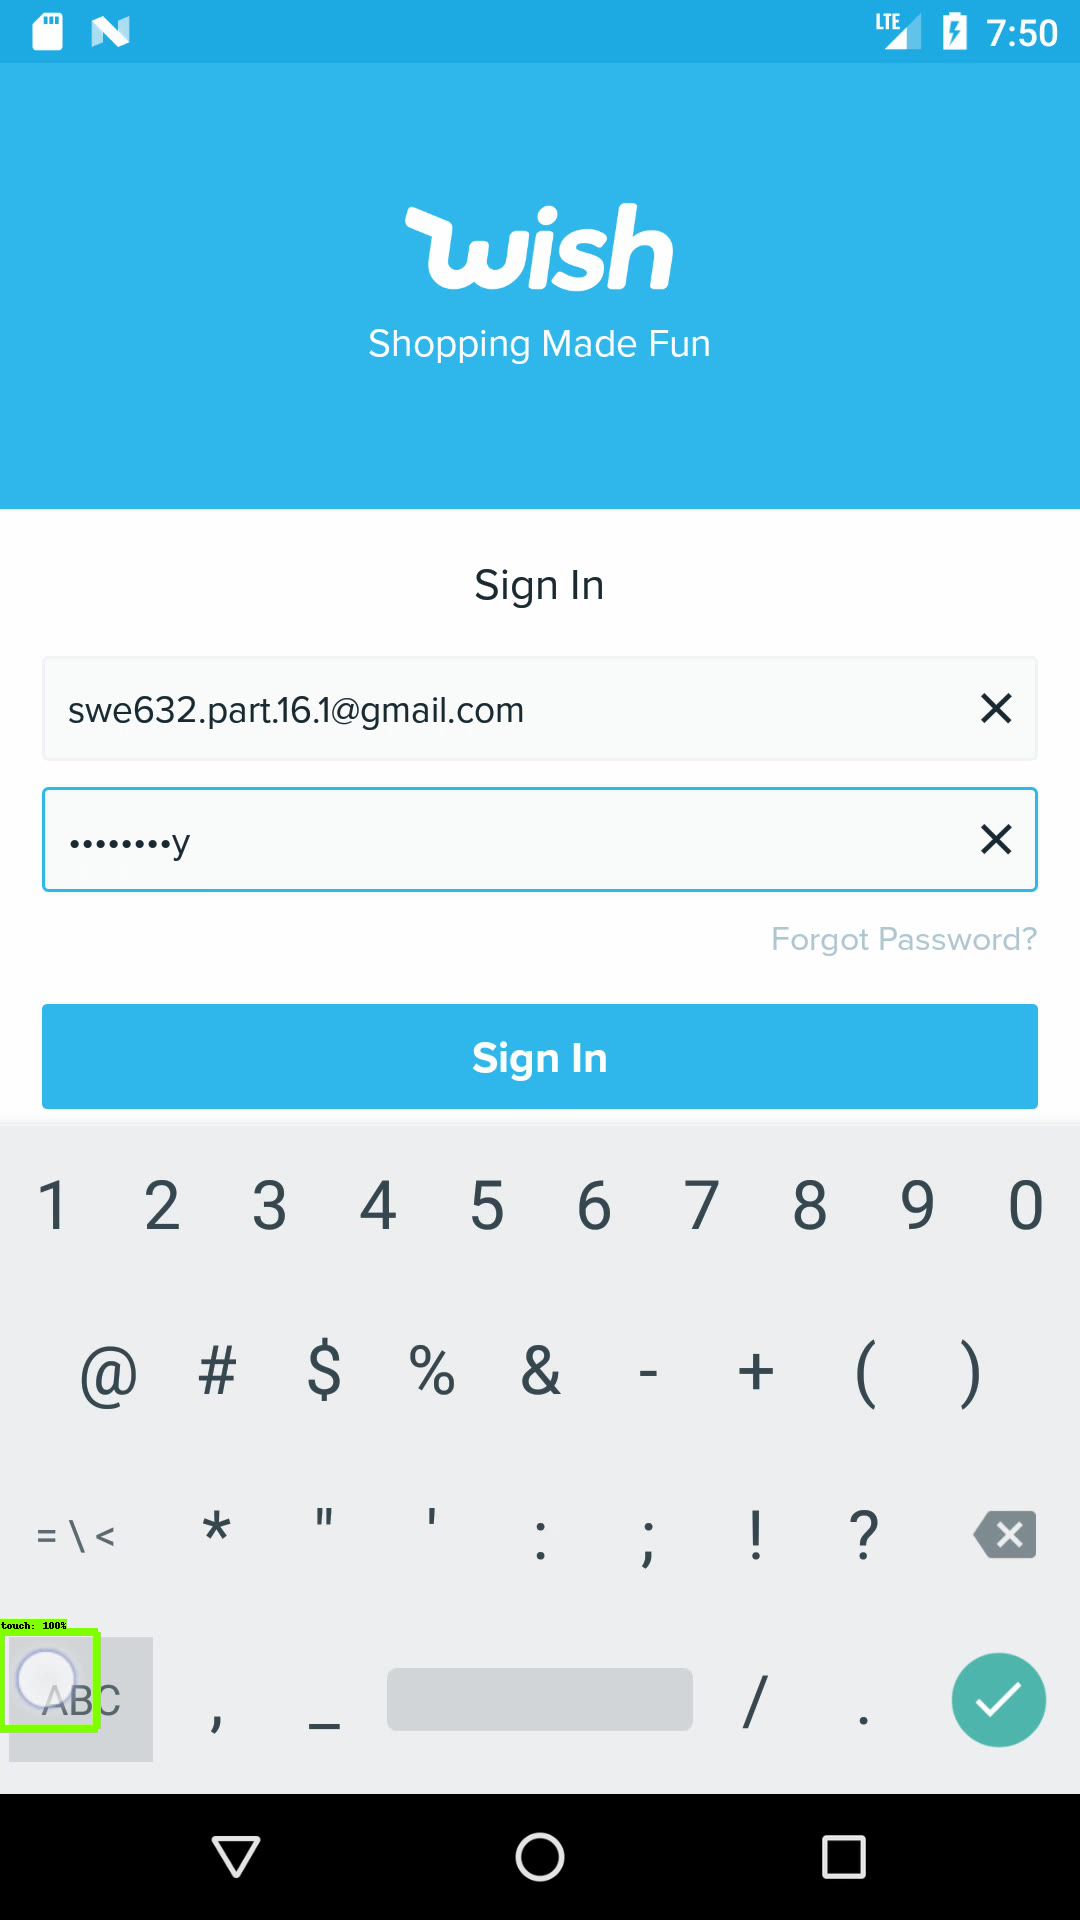 LTE 7:50
wish
Shopping Made Fun
Sign In
swe632.part.16.1@gmail.com
••••••••y
Forgot Password?
Sign In
1 2 3 4 5 6 7 8 9 0
@ # $ % & - + ( )
= \ < * " ' : ; ! ?
touch: 100%
ABC , _ / .